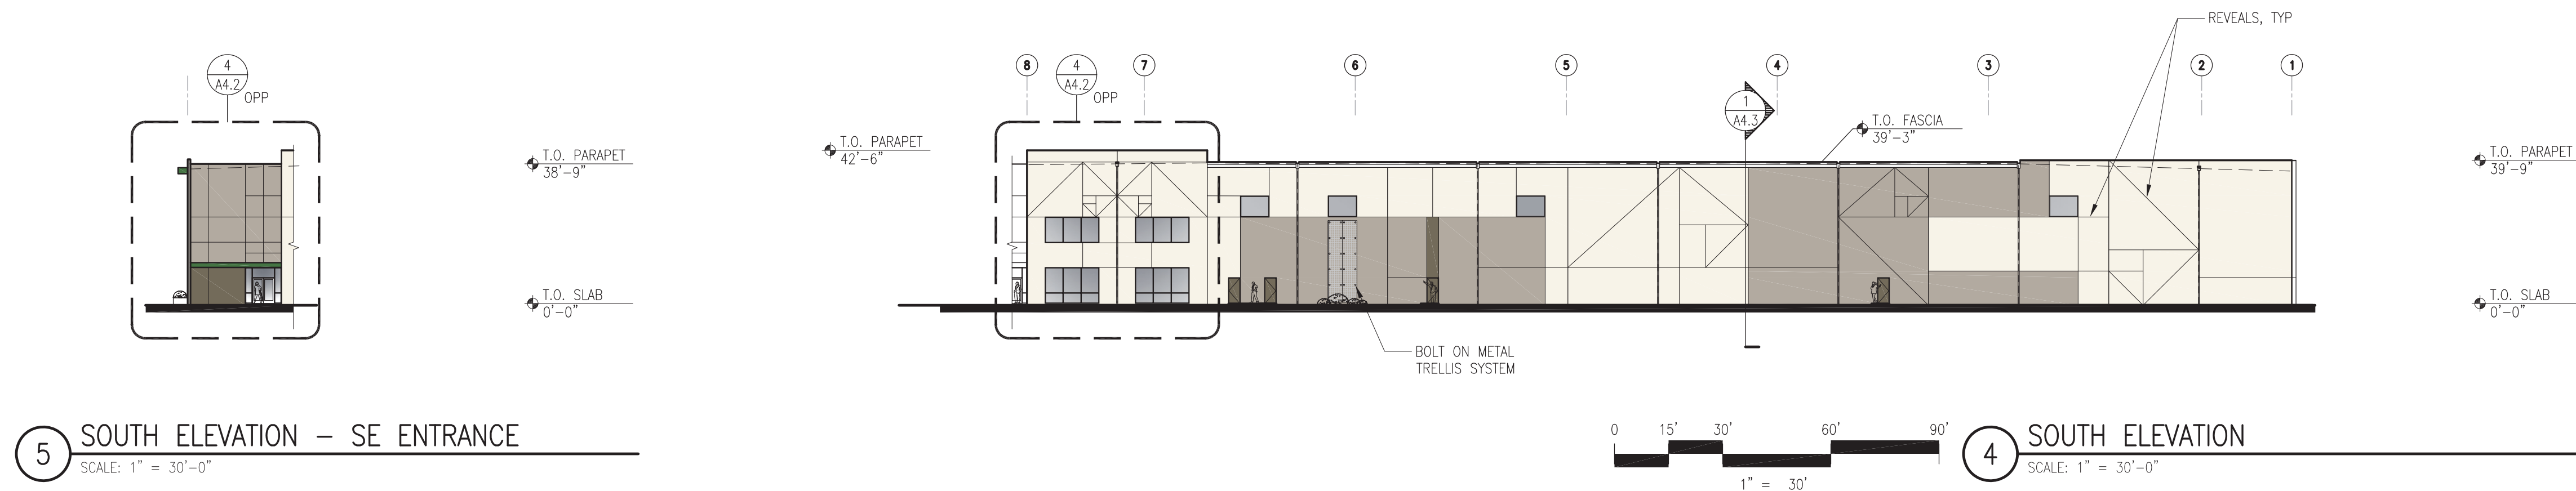 REVEALS, TYP
4
A4.2
OPP
8
4
A4.2
OPP
7
6
5
4
3
2
1
1
A4.3
T.O. FASCIA
39'-3"
T.O. PARAPET
38'-9"
T.O. PARAPET
42'-6"
T.O. PARAPET
39'-9"
T.O. SLAB
0'-0"
T.O. SLAB
0'-0"
BOLT ON METAL
TRELLIS SYSTEM
5
SOUTH ELEVATION – SE ENTRANCE
SCALE: 1" = 30'-0"
0 15' 30' 60' 90'
1" = 30'
4
SOUTH ELEVATION
SCALE: 1" = 30'-0"